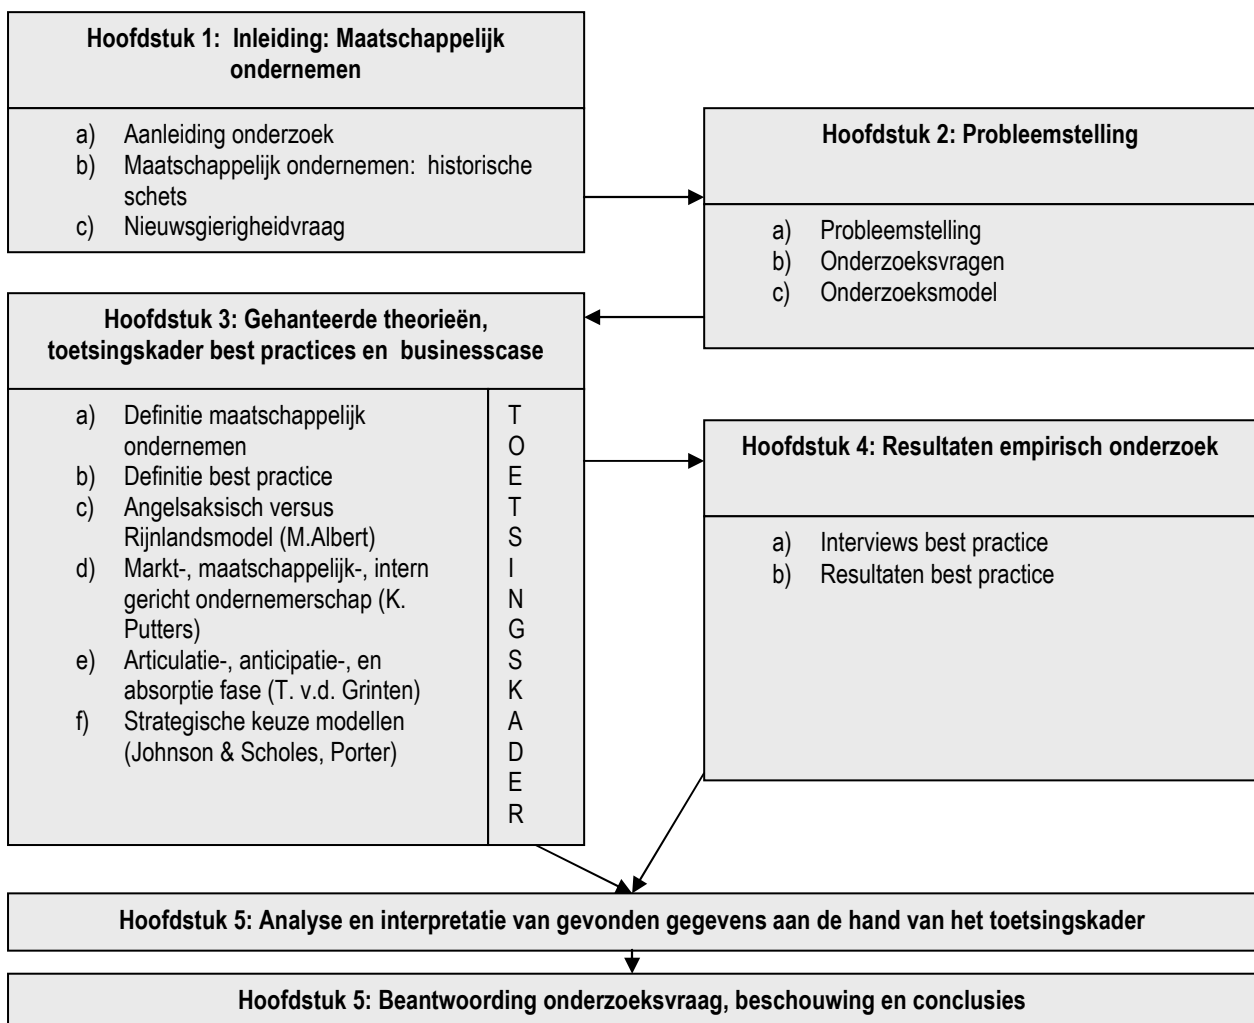 Hoofdstuk 1:  Inleiding: Maatschappelijk
ondernemen
a) Aanleiding onderzoek
b) Maatschappelijk ondernemen:  historische
schets
c) Nieuwsgierigheidvraag
Hoofdstuk 2: Probleemstelling
a) Probleemstelling
b) Onderzoeksvragen
c) Onderzoeksmodel
Hoofdstuk 3: Gehanteerde theorieën,
toetsingskader best practices en  businesscase
a) Definitie maatschappelijk
ondernemen
b) Definitie best practice
c) Angelsaksisch versus
Rijnlandsmodel (M.Albert)
d) Markt-, maatschappelijk-, intern
gericht ondernemerschap (K.
Putters)
e) Articulatie-, anticipatie-, en
absorptie fase (T. v.d. Grinten)
f) Strategische keuze modellen
(Johnson & Scholes, Porter)
T
O
E
T
S
I
N
G
S
K
A
D
E
R
Hoofdstuk 4: Resultaten empirisch onderzoek
a) Interviews best practice
b) Resultaten best practice
Hoofdstuk 5: Analyse en interpretatie van gevonden gegevens aan de hand van het toetsingskader
Hoofdstuk 5: Beantwoording onderzoeksvraag, beschouwing en conclusies